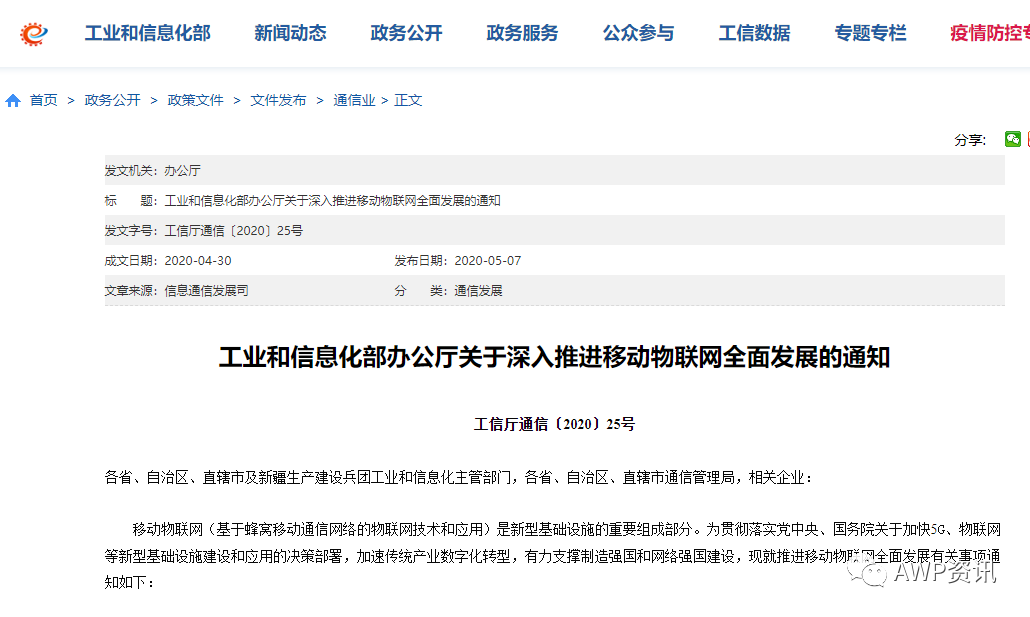 工业和信息化部 新闻动态 政务公开 政务服务 公众参与 工信数据 专题专栏 疫情防控专
首页 > 政务公开 > 政策文件 > 文件发布 > 通信业 > 正文
分享:
发文机关: 办公厅
标 题: 工业和信息化部办公厅关于深入推进移动物联网全面发展的通知
发文字号: 工信厅通信〔2020〕25号
成文日期: 2020-04-30 发布日期: 2020-05-07
文章来源: 信息通信发展司 分 类: 通信发展
工业和信息化部办公厅关于深入推进移动物联网全面发展的通知
工信厅通信〔2020〕25号
各省、自治区、直辖市及新疆生产建设兵团工业和信息化主管部门，各省、自治区、直辖市通信管理局，相关企业：
移动物联网（基于蜂窝移动通信网络的物联网技术和应用）是新型基础设施的重要组成部分。为贯彻落实党中央、国务院关于加快5G、物联网
等新型基础设施建设和应用的决策部署，加速传统产业数字化转型，有力支撑制造强国和网络强国建设，现就推进移动物联网全面发展有关事项通
知如下：
AWP资讯